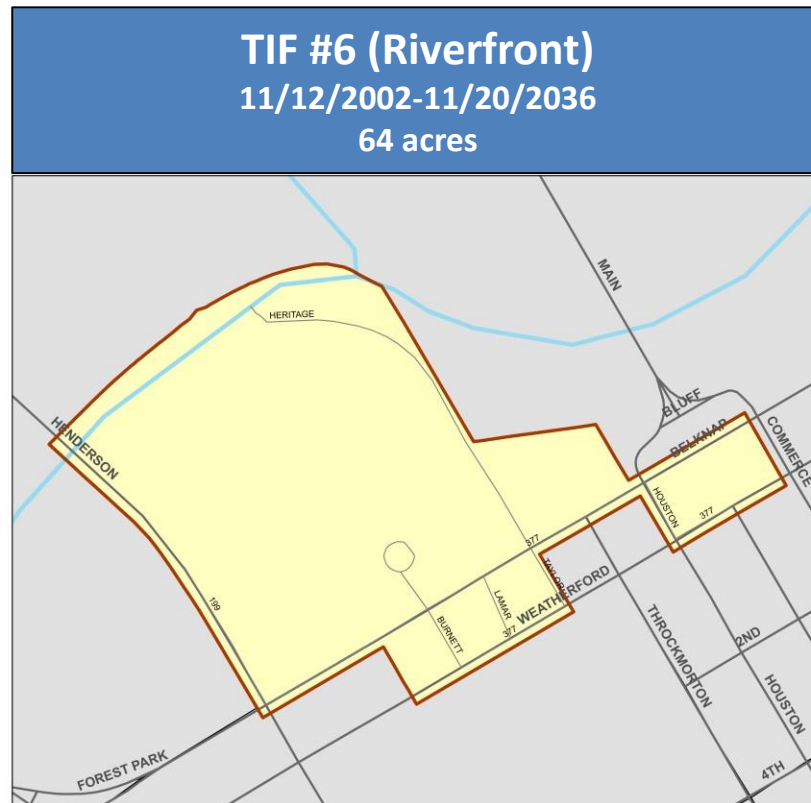 TIF #6 (Riverfront)
11/12/2002-11/20/2036
64 acres
MAIN
HERITAGE
BLUFF
BELKNAP
COMMERCE
HENDERSON
HOUSTON
377
377
TAYLOR
WEATHERFORD
199
LAMAR
BURNETT
377
THROCKMORTON
2ND
HOUSTON
FOREST PARK
4TH